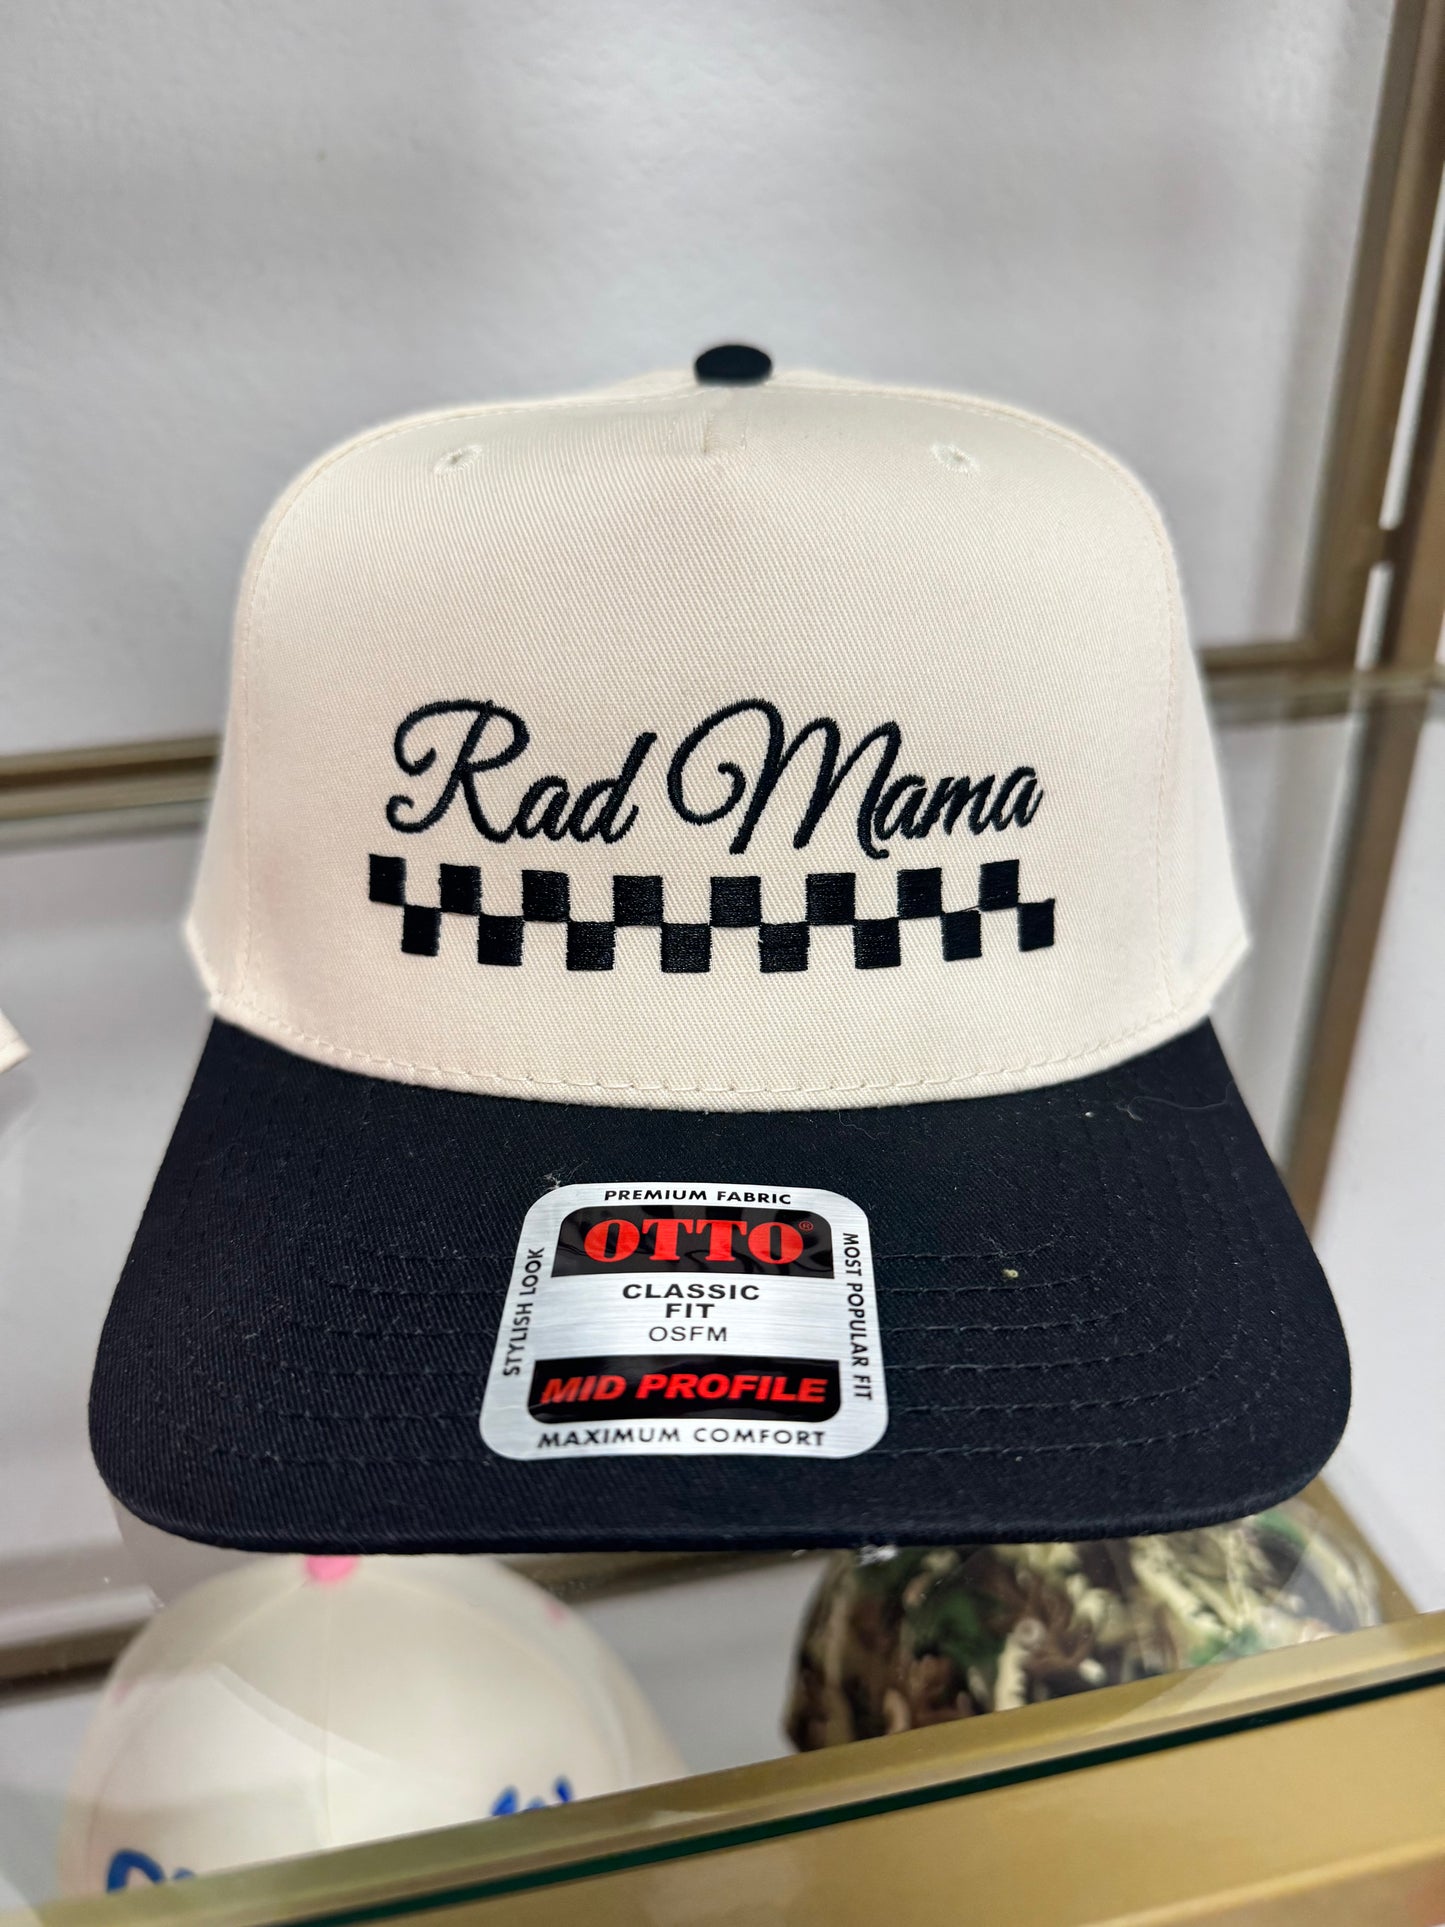 Rad Mama
PREMIUM FABRIC
OTTO®
STYLISH LOOK
MOST POPULAR FIT
CLASSIC
FIT
OSFM
MID PROFILE
MAXIMUM COMFORT